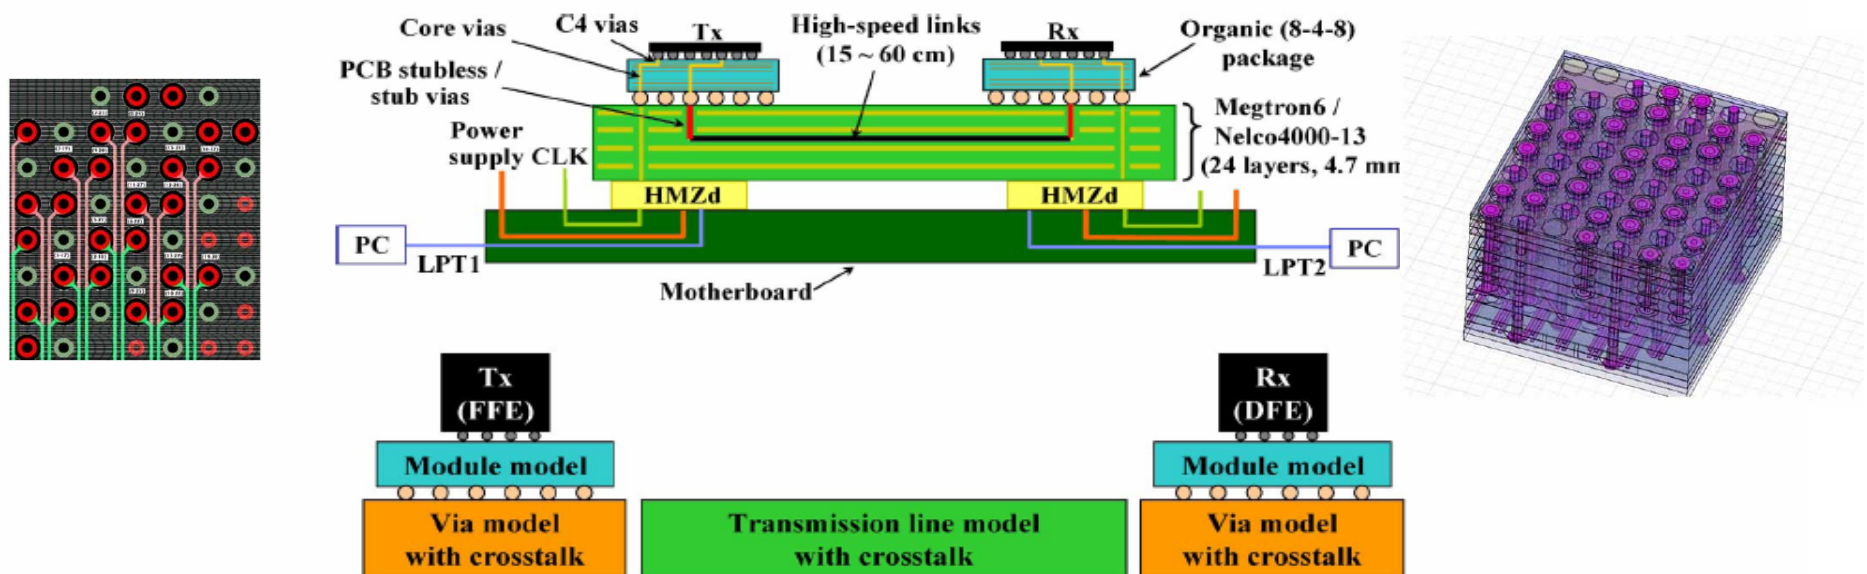 Core vias
C4 vias
Tx
High-speed links
(15 ~ 60 cm)
Rx
Organic (8-4-8)
package
PCB stubless /
stub vias
Power
supply
CLK
Megtron6 /
Nelco4000-13
(24 layers, 4.7 mm
HMZd
HMZd
PC
LPT1
LPT2
PC
Motherboard
Tx
(FFE)
Rx
(DFE)
Module model
Module model
Via model
with crosstalk
Transmission line model
with crosstalk
Via model
with crosstalk